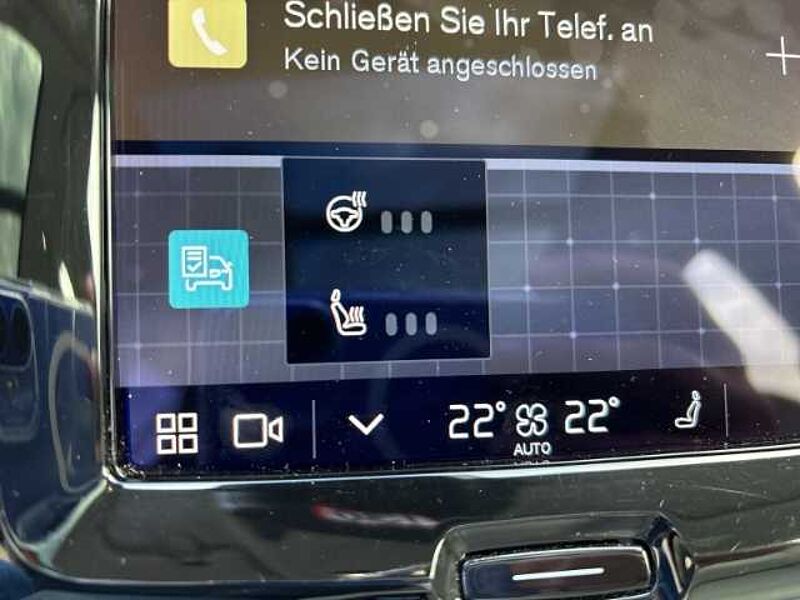 Schließen Sie Ihr Telef. an
Kein Gerät angeschlossen
22° 22°
AUTO